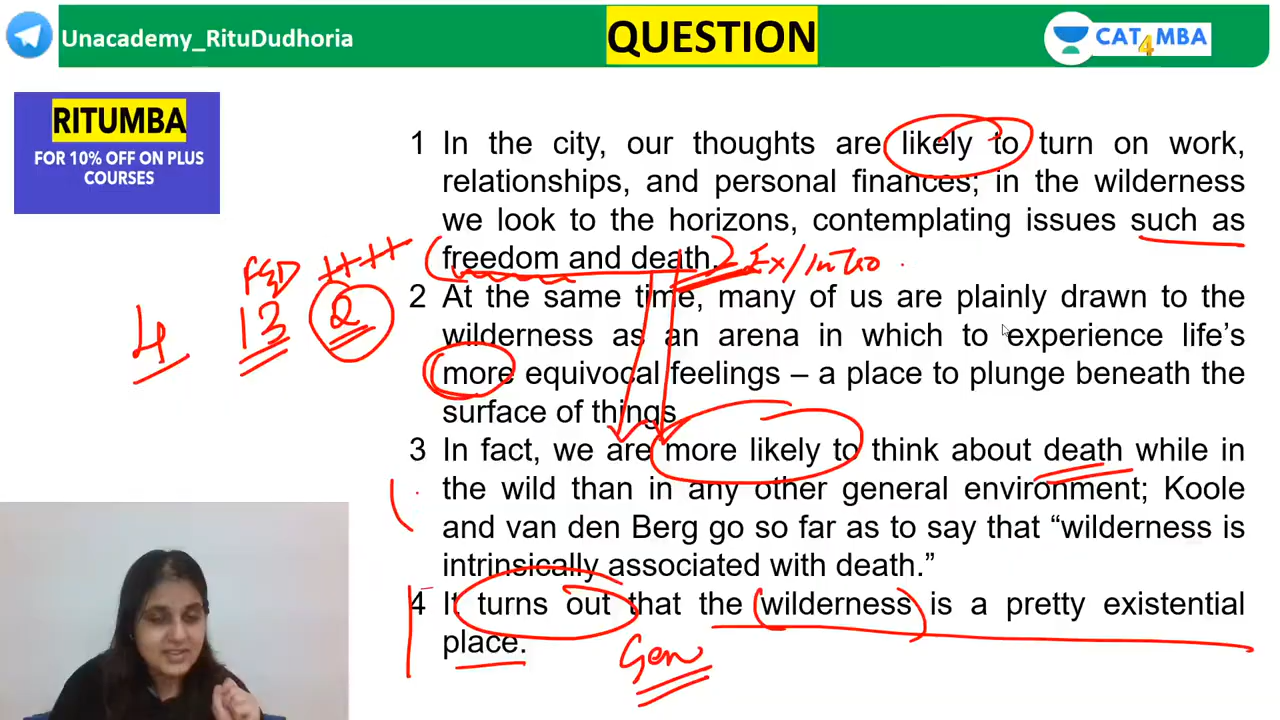 Unacademy_RituDudhoria
QUESTION
CAT4MBA
RITUMBA
FOR 10% OFF ON PLUS
COURSES
1 In the city, our thoughts are likely to turn on work,
relationships, and personal finances; in the wilderness
we look to the horizons, contemplating issues such as
freedom and death.
Ex/Intro
2 At the same time, many of us are plainly drawn to the
wilderness as an arena in which to experience life's
more equivocal feelings – a place to plunge beneath the
surface of things.
3 In fact, we are more likely to think about death while in
the wild than in any other general environment; Koole
and van den Berg go so far as to say that “wilderness is
intrinsically associated with death.”
4 It turns out that the wilderness is a pretty existential
place.
Gen
F&D
4 13 2